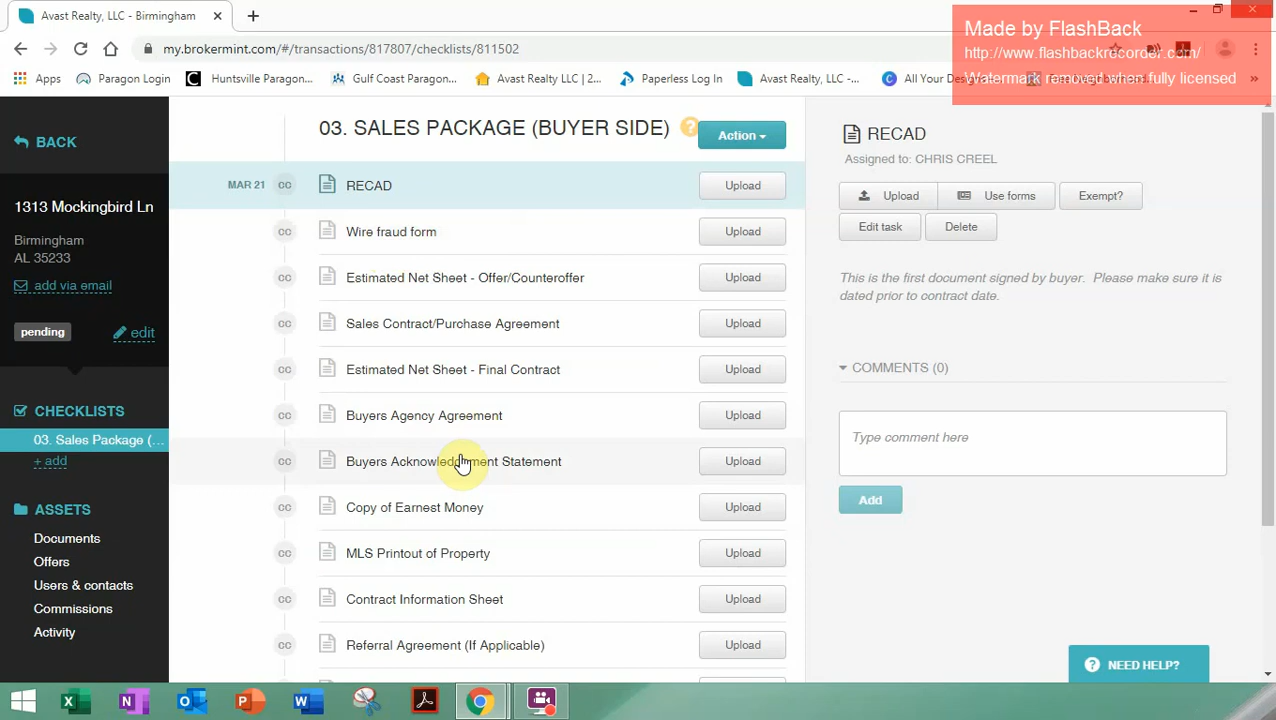 Avast Realty, LLC - Birmingham
Made by FlashBack
http://www.flashbackrecorder.com/
Watermark removed when fully licensed
my.brokermint.com/#/transactions/817807/checklists/811502
Apps
Paragon Login
Huntsville Paragon...
Gulf Coast Paragon...
Avast Realty LLC | 2...
Paperless Log In
Avast Realty, LLC -...
All Your Design
BACK
1313 Mockingbird Ln
Birmingham
AL 35233
add via email
pending
edit
CHECKLISTS
03. Sales Package (...
+ add
ASSETS
Documents
Offers
Users & contacts
Commissions
Activity
03. SALES PACKAGE (BUYER SIDE)
?
Action
MAR 21 CC RECAD Upload
CC Wire fraud form Upload
CC Estimated Net Sheet - Offer/Counteroffer Upload
CC Sales Contract/Purchase Agreement Upload
CC Estimated Net Sheet - Final Contract Upload
CC Buyers Agency Agreement Upload
CC Buyers Acknowledgment Statement Upload
CC Copy of Earnest Money Upload
CC MLS Printout of Property Upload
CC Contract Information Sheet Upload
CC Referral Agreement (If Applicable) Upload
RECAD
Assigned to: CHRIS CREEL
Upload Use forms Exempt?
Edit task Delete
This is the first document signed by buyer. Please make sure it is
dated prior to contract date.
COMMENTS (0)
Type comment here
Add
? NEED HELP?